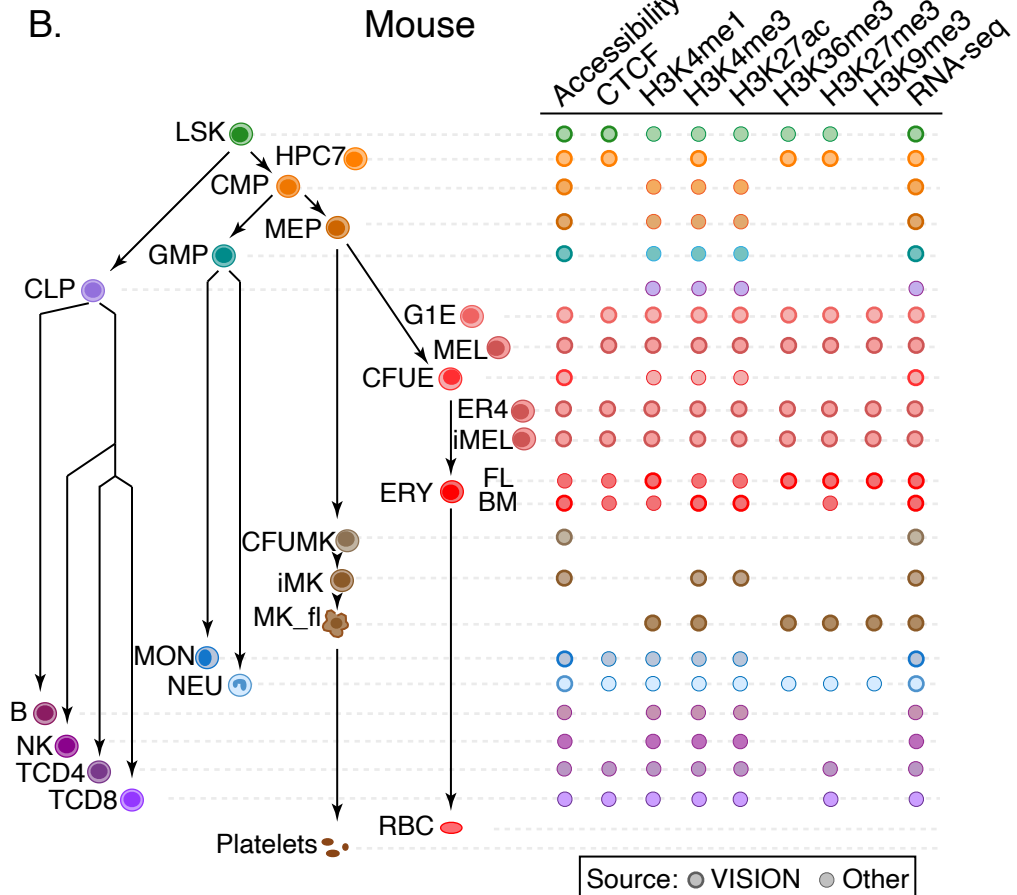 B.
Mouse
Accessibility
CTCF
H3K4me1
H3K4me3
H3K27ac
H3K36me3
H3K27me3
H3K9me3
RNA-seq
LSK
HPC7
CMP
MEP
GMP
CLP
G1E
MEL
CFUE
ER4
iMEL
FL
ERY
BM
CFUMK
iMK
MK_fl
MON
NEU
B
NK
TCD4
TCD8
RBC
Platelets
Source: VISION Other